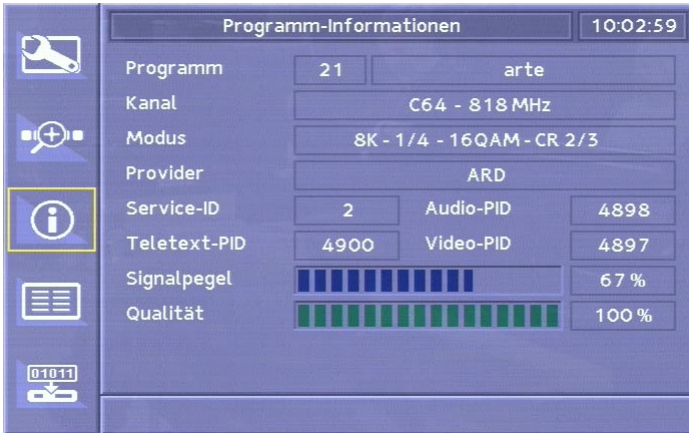 Programm-Informationen 10:02:59
Programm 21 arte
Kanal C64 - 818 MHz
Modus 8K - 1/4 - 16QAM - CR 2/3
Provider ARD
Service-ID 2 Audio-PID 4898
Teletext-PID 4900 Video-PID 4897
Signalpegel 67 %
Qualität 100 %
01011